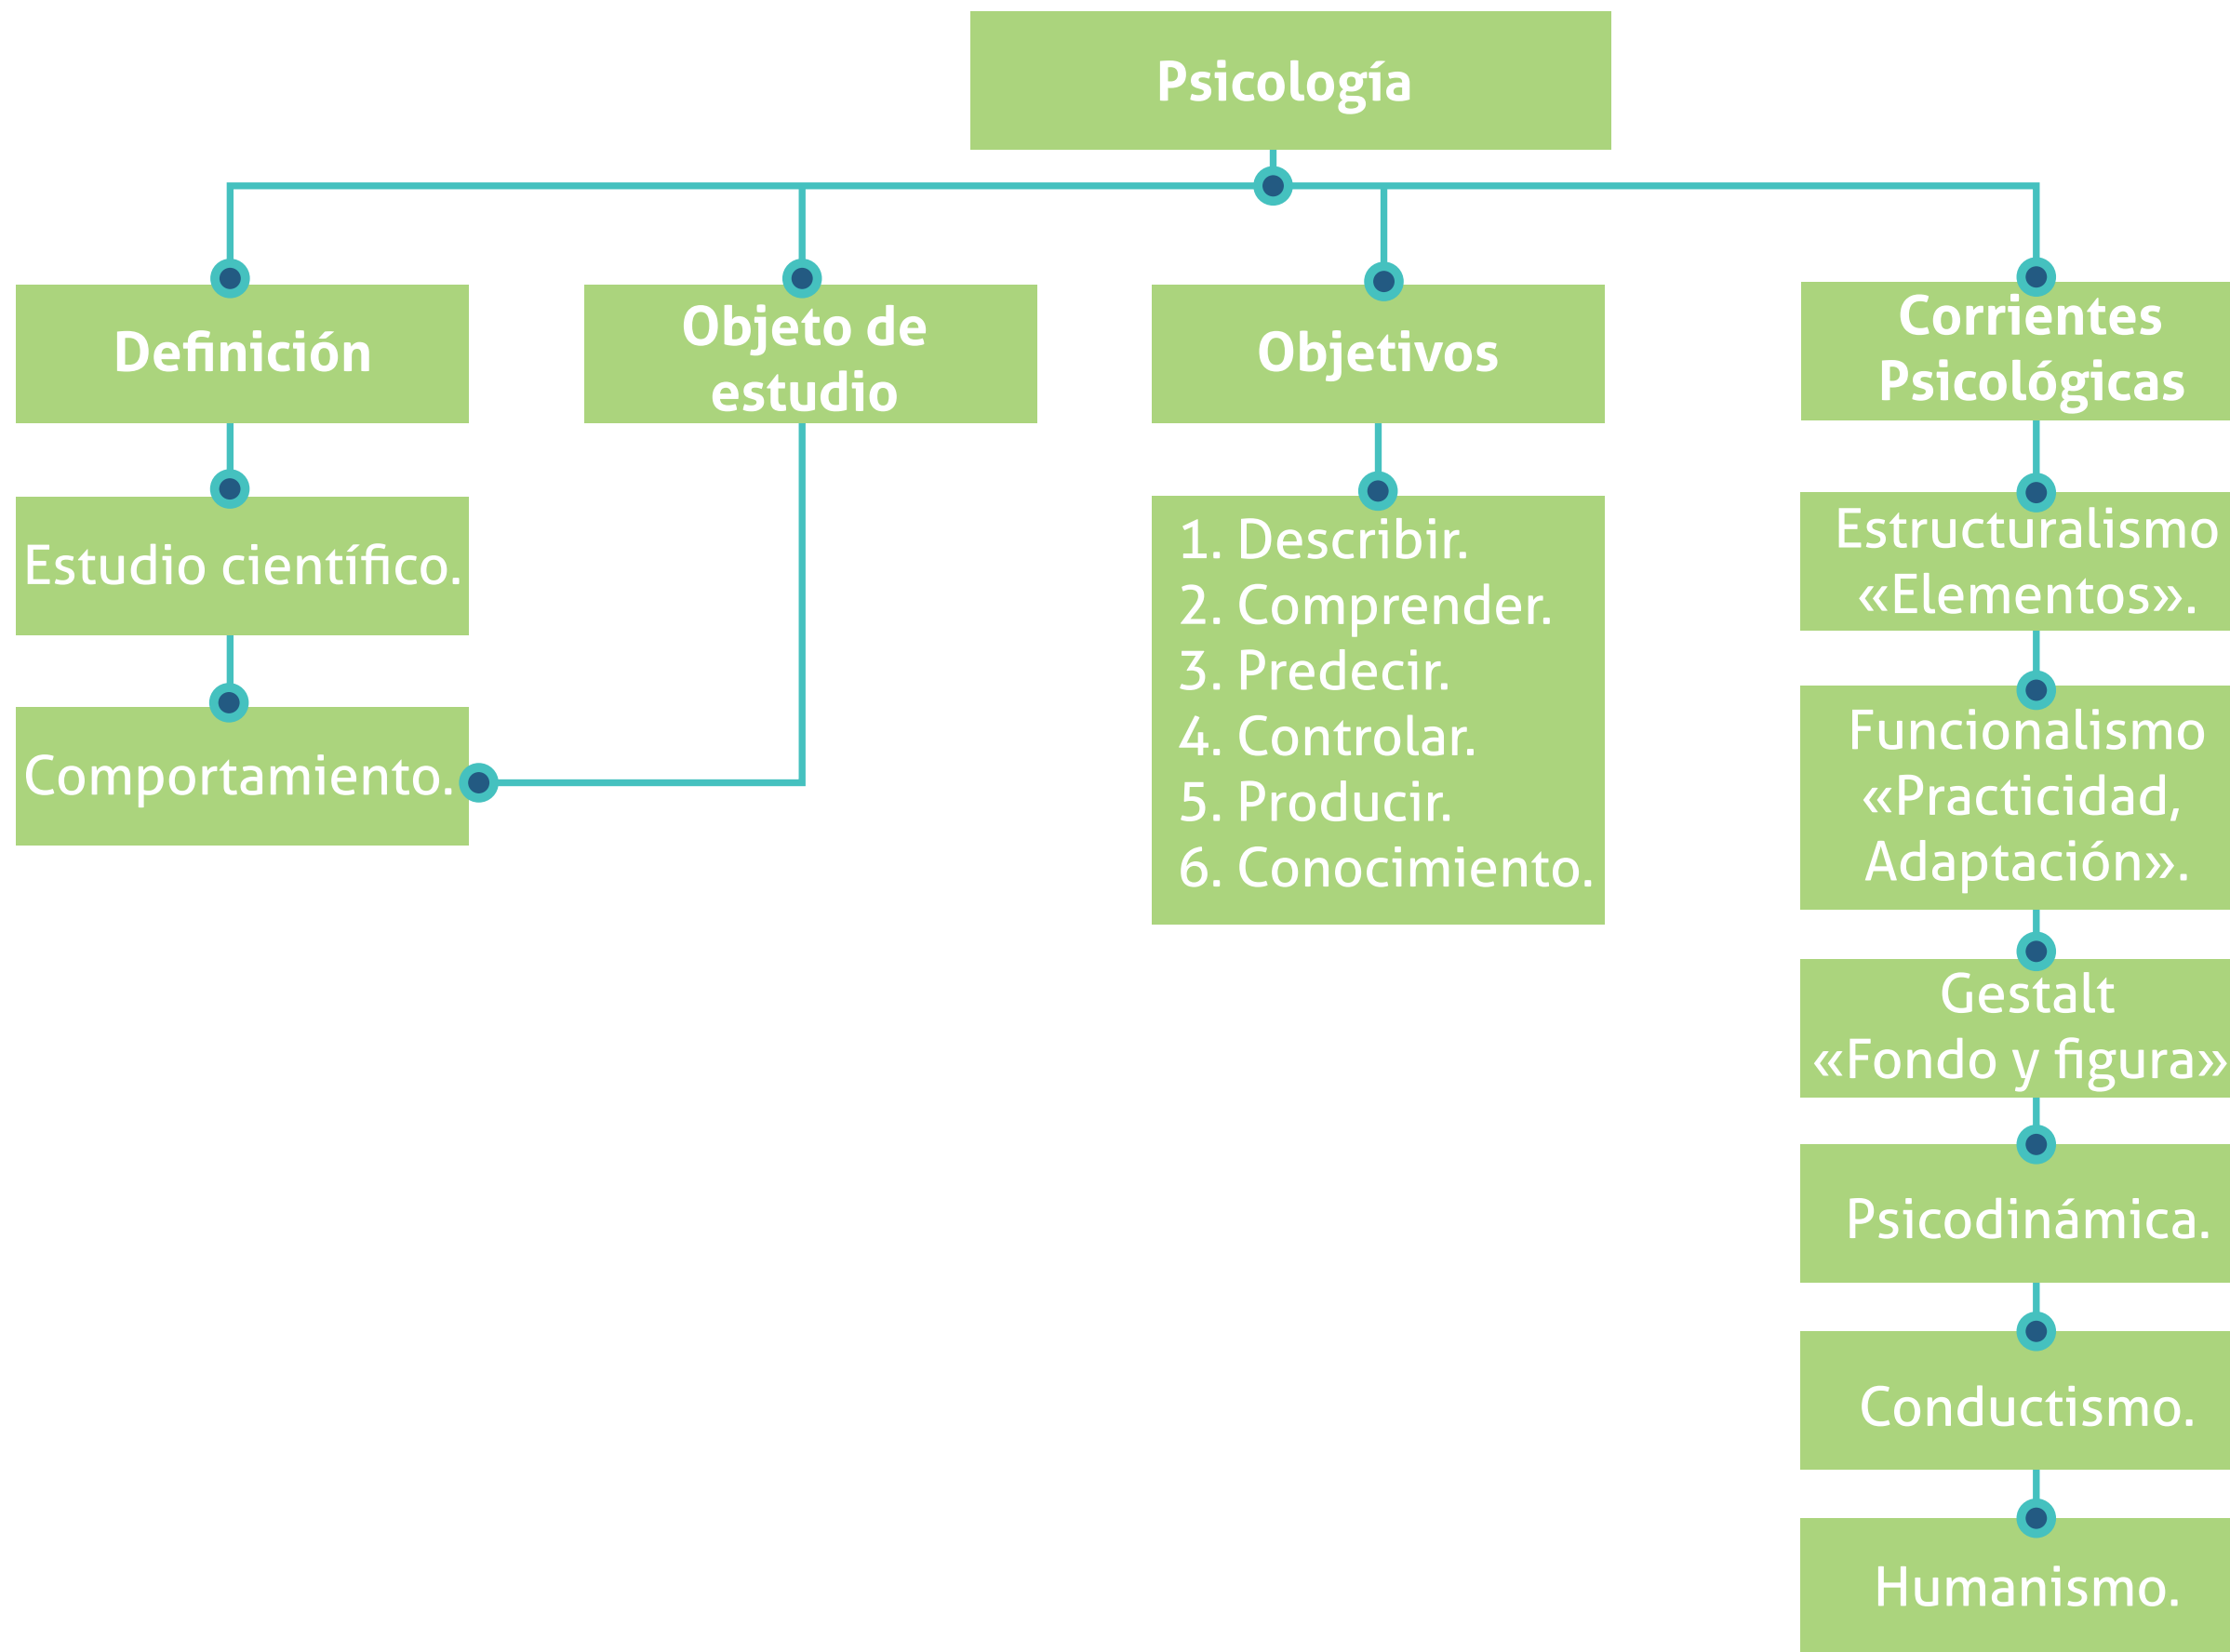 Psicología
Definición
Estudio científico.
Comportamiento.
Objeto de
estudio
Objetivos
1. Describir.
2. Comprender.
3. Predecir.
4. Controlar.
5. Producir.
6. Conocimiento.
Corrientes
Psicológicas
Estructuralismo
«Elementos».
Funcionalismo
«Practicidad,
Adaptación».
Gestalt
«Fondo y figura»
Psicodinámica.
Conductismo.
Humanismo.